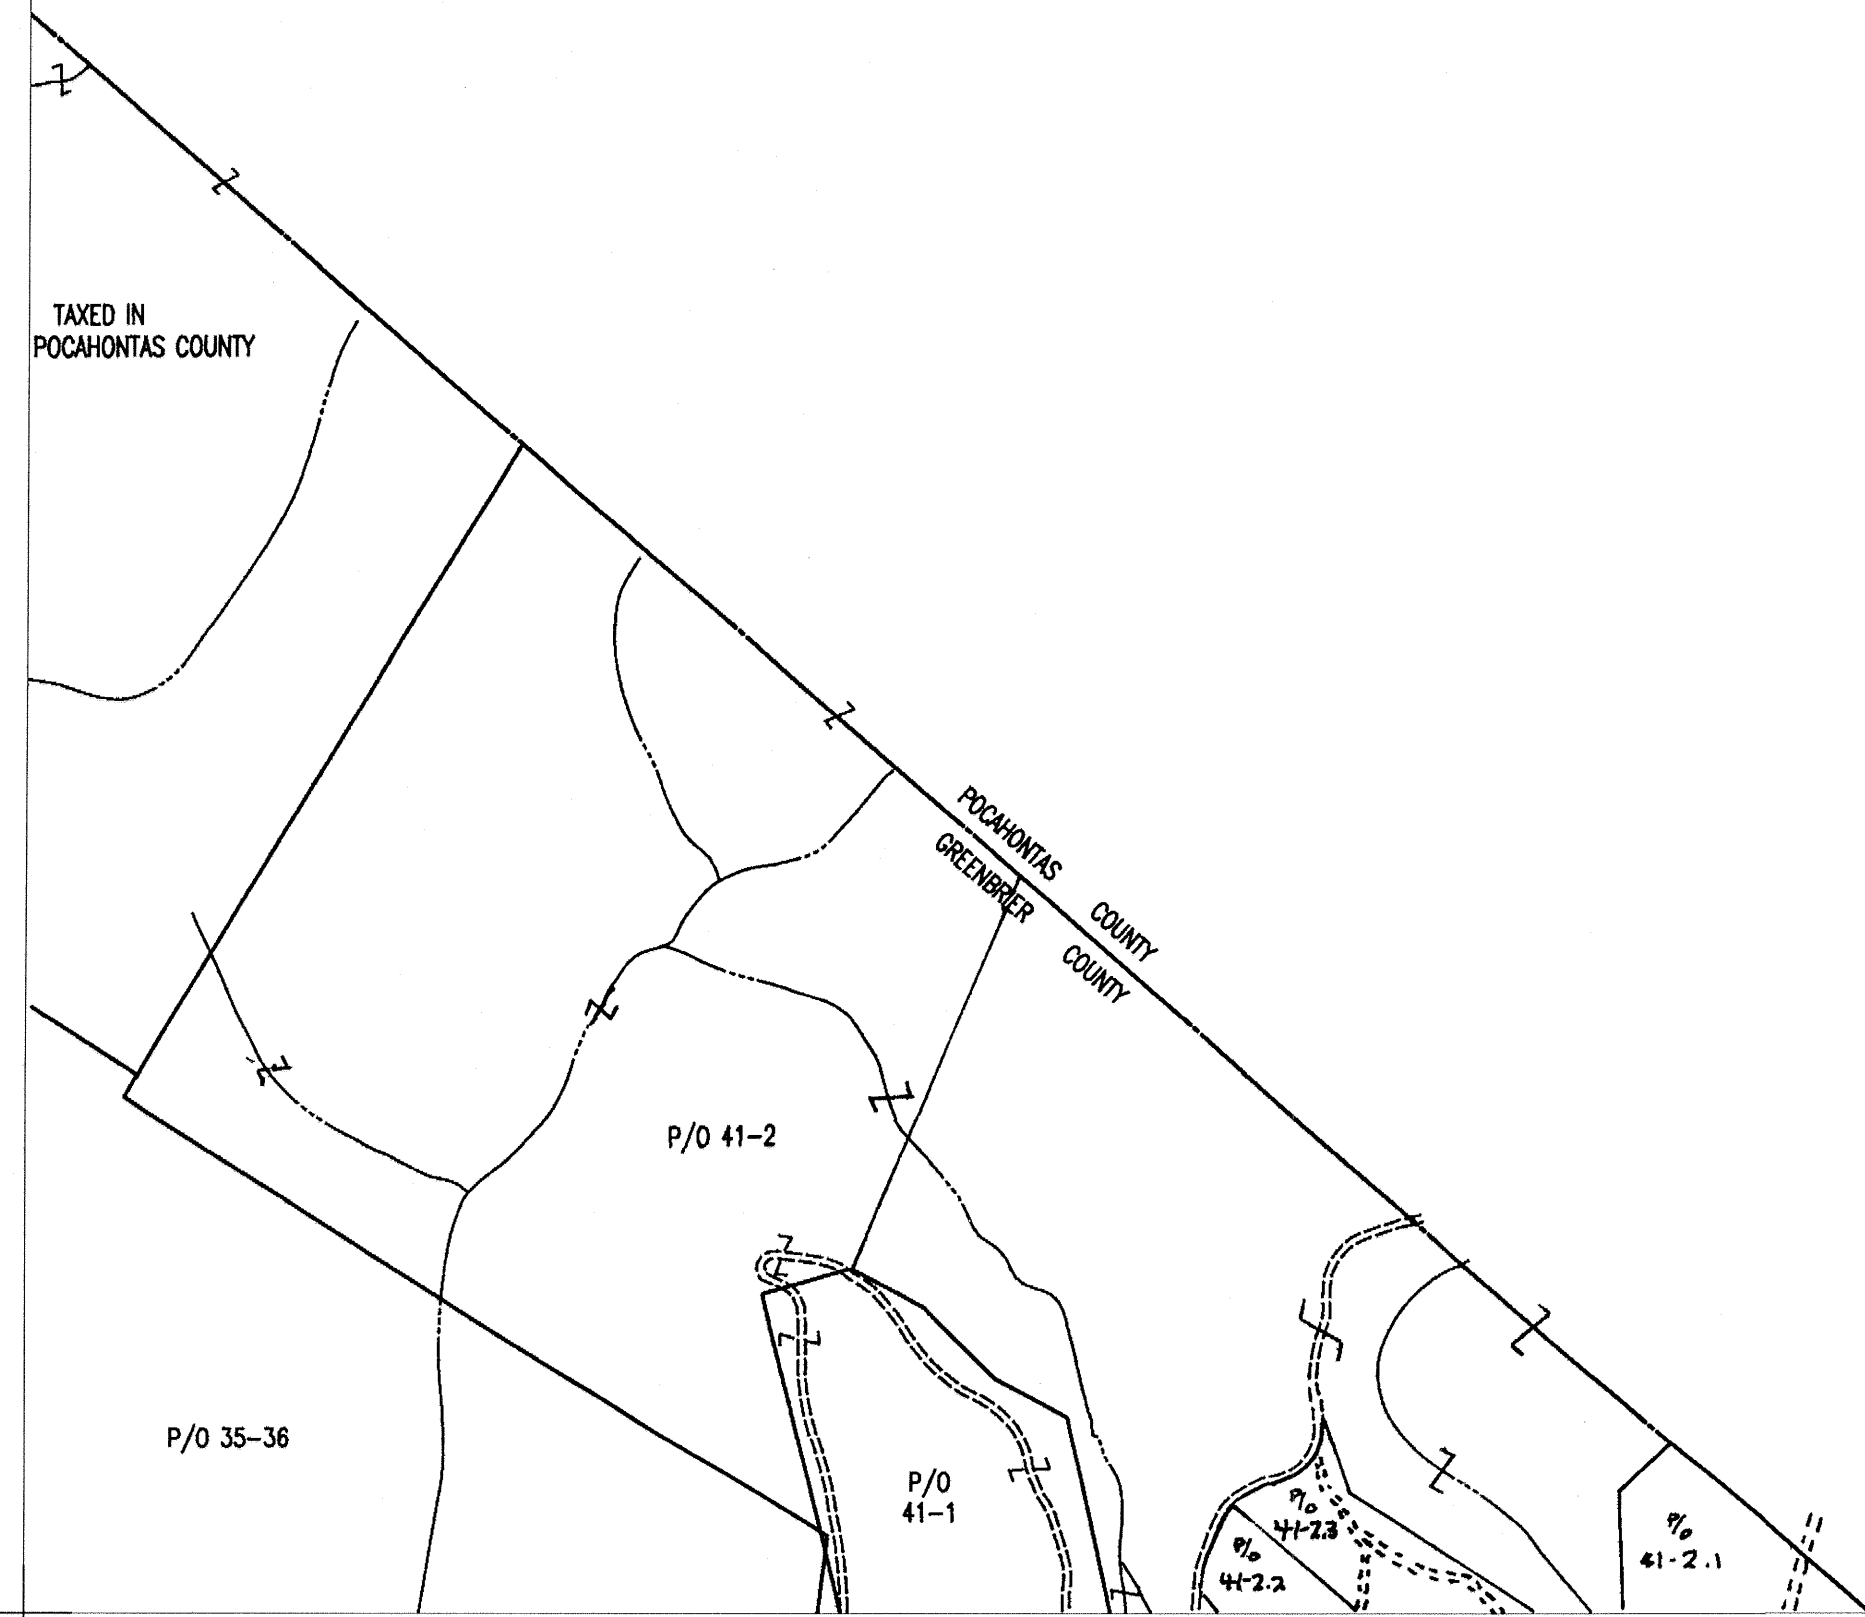 TAXED IN
POCAHONTAS COUNTY
POCAHONTAS COUNTY
GREENBRIER COUNTY
P/O 41-2
P/O 35-36
P/O
41-1
P/O
41-2.3
P/O
41-2.2
P/O
41-2.1